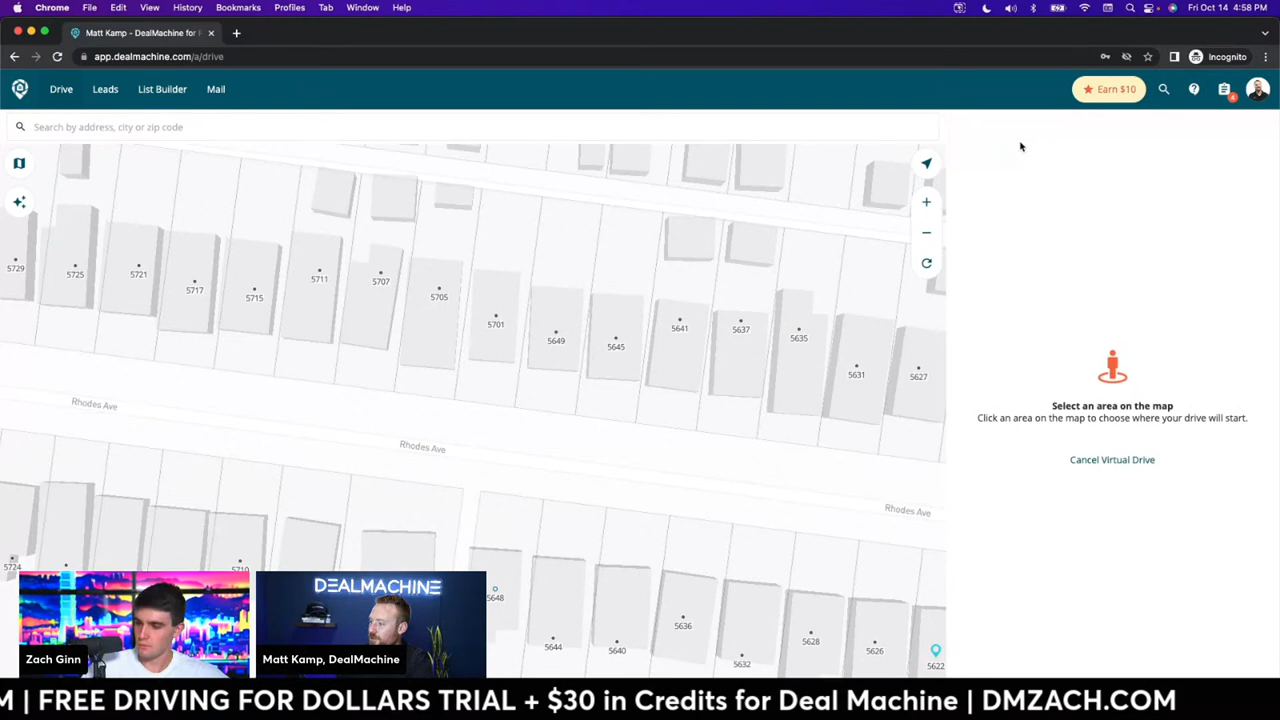 Chrome File Edit View History Bookmarks Profiles Tab Window Help Fri Oct 14 4:58 PM
Matt Kamp - DealMachine for
app.dealmachine.com/a/drive Incognito
Drive Leads List Builder Mail Earn $10 4
Search by address, city or zip code
5729 5725 5721 5717 5715 5711 5707 5705 5701 5649 5645 5641 5637 5635 5631 5627
Select an area on the map
Click an area on the map to choose where your drive will start.
Cancel Virtual Drive
Rhodes Ave
Rhodes Ave
Rhodes Ave
5724 5710 5648 5644 5640 5636 5632 5628 5626 5622
DEALMACHINE
Zach Ginn
Matt Kamp, DealMachine
M | FREE DRIVING FOR DOLLARS TRIAL + $30 in Credits for Deal Machine | DMZACH.COM